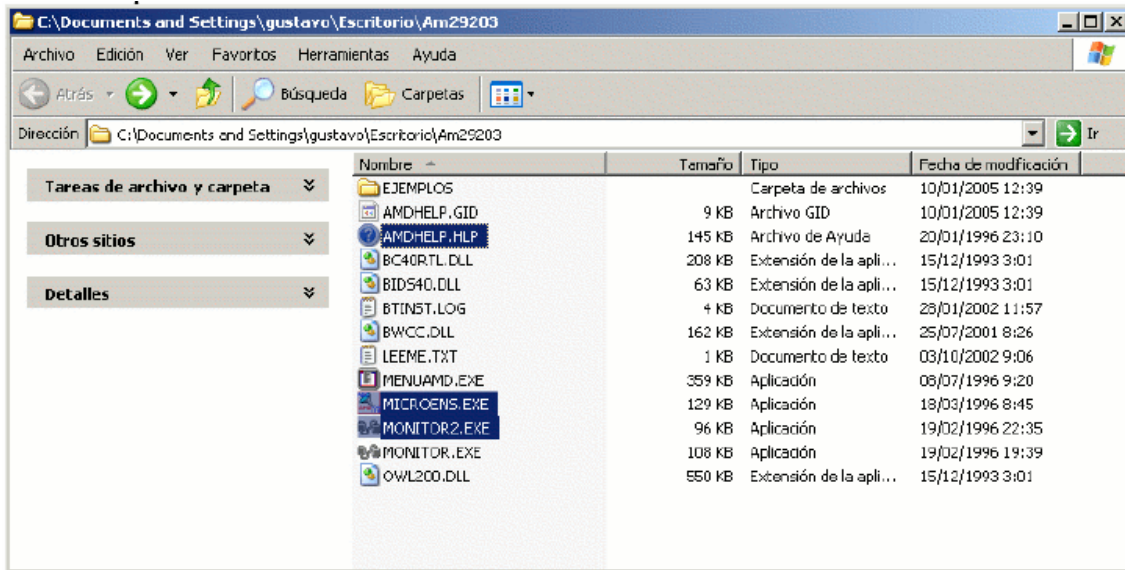 C:\Documents and Settings\gustavo\Escritorio\Am29203
Archivo Edición Ver Favoritos Herramientas Ayuda
Atrás Búsqueda Carpetas
Dirección C:\Documents and Settings\gustavo\Escritorio\Am29203 Ir
Nombre Tamaño Tipo Fecha de modificación
Tareas de archivo y carpeta
Otros sitios
Detalles
EJEMPLOS Carpeta de archivos 10/01/2005 12:39
AMDHELP.GID 9 KB Archivo GID 10/01/2005 12:39
AMDHELP.HLP 145 KB Archivo de Ayuda 20/01/1996 23:10
BC40RTL.DLL 208 KB Extensión de la apli... 15/12/1993 3:01
BIDS40.DLL 63 KB Extensión de la apli... 15/12/1993 3:01
BTINST.LOG 4 KB Documento de texto 28/01/2002 11:57
BWCC.DLL 162 KB Extensión de la apli... 25/07/2001 8:26
LEEME.TXT 1 KB Documento de texto 03/10/2002 9:06
MENUAMD.EXE 359 KB Aplicación 08/07/1996 9:20
MICROENS.EXE 129 KB Aplicación 18/03/1996 8:45
MONITOR2.EXE 96 KB Aplicación 19/02/1996 22:35
MONITOR.EXE 108 KB Aplicación 19/02/1996 19:39
OWL200.DLL 550 KB Extensión de la apli... 15/12/1993 3:01